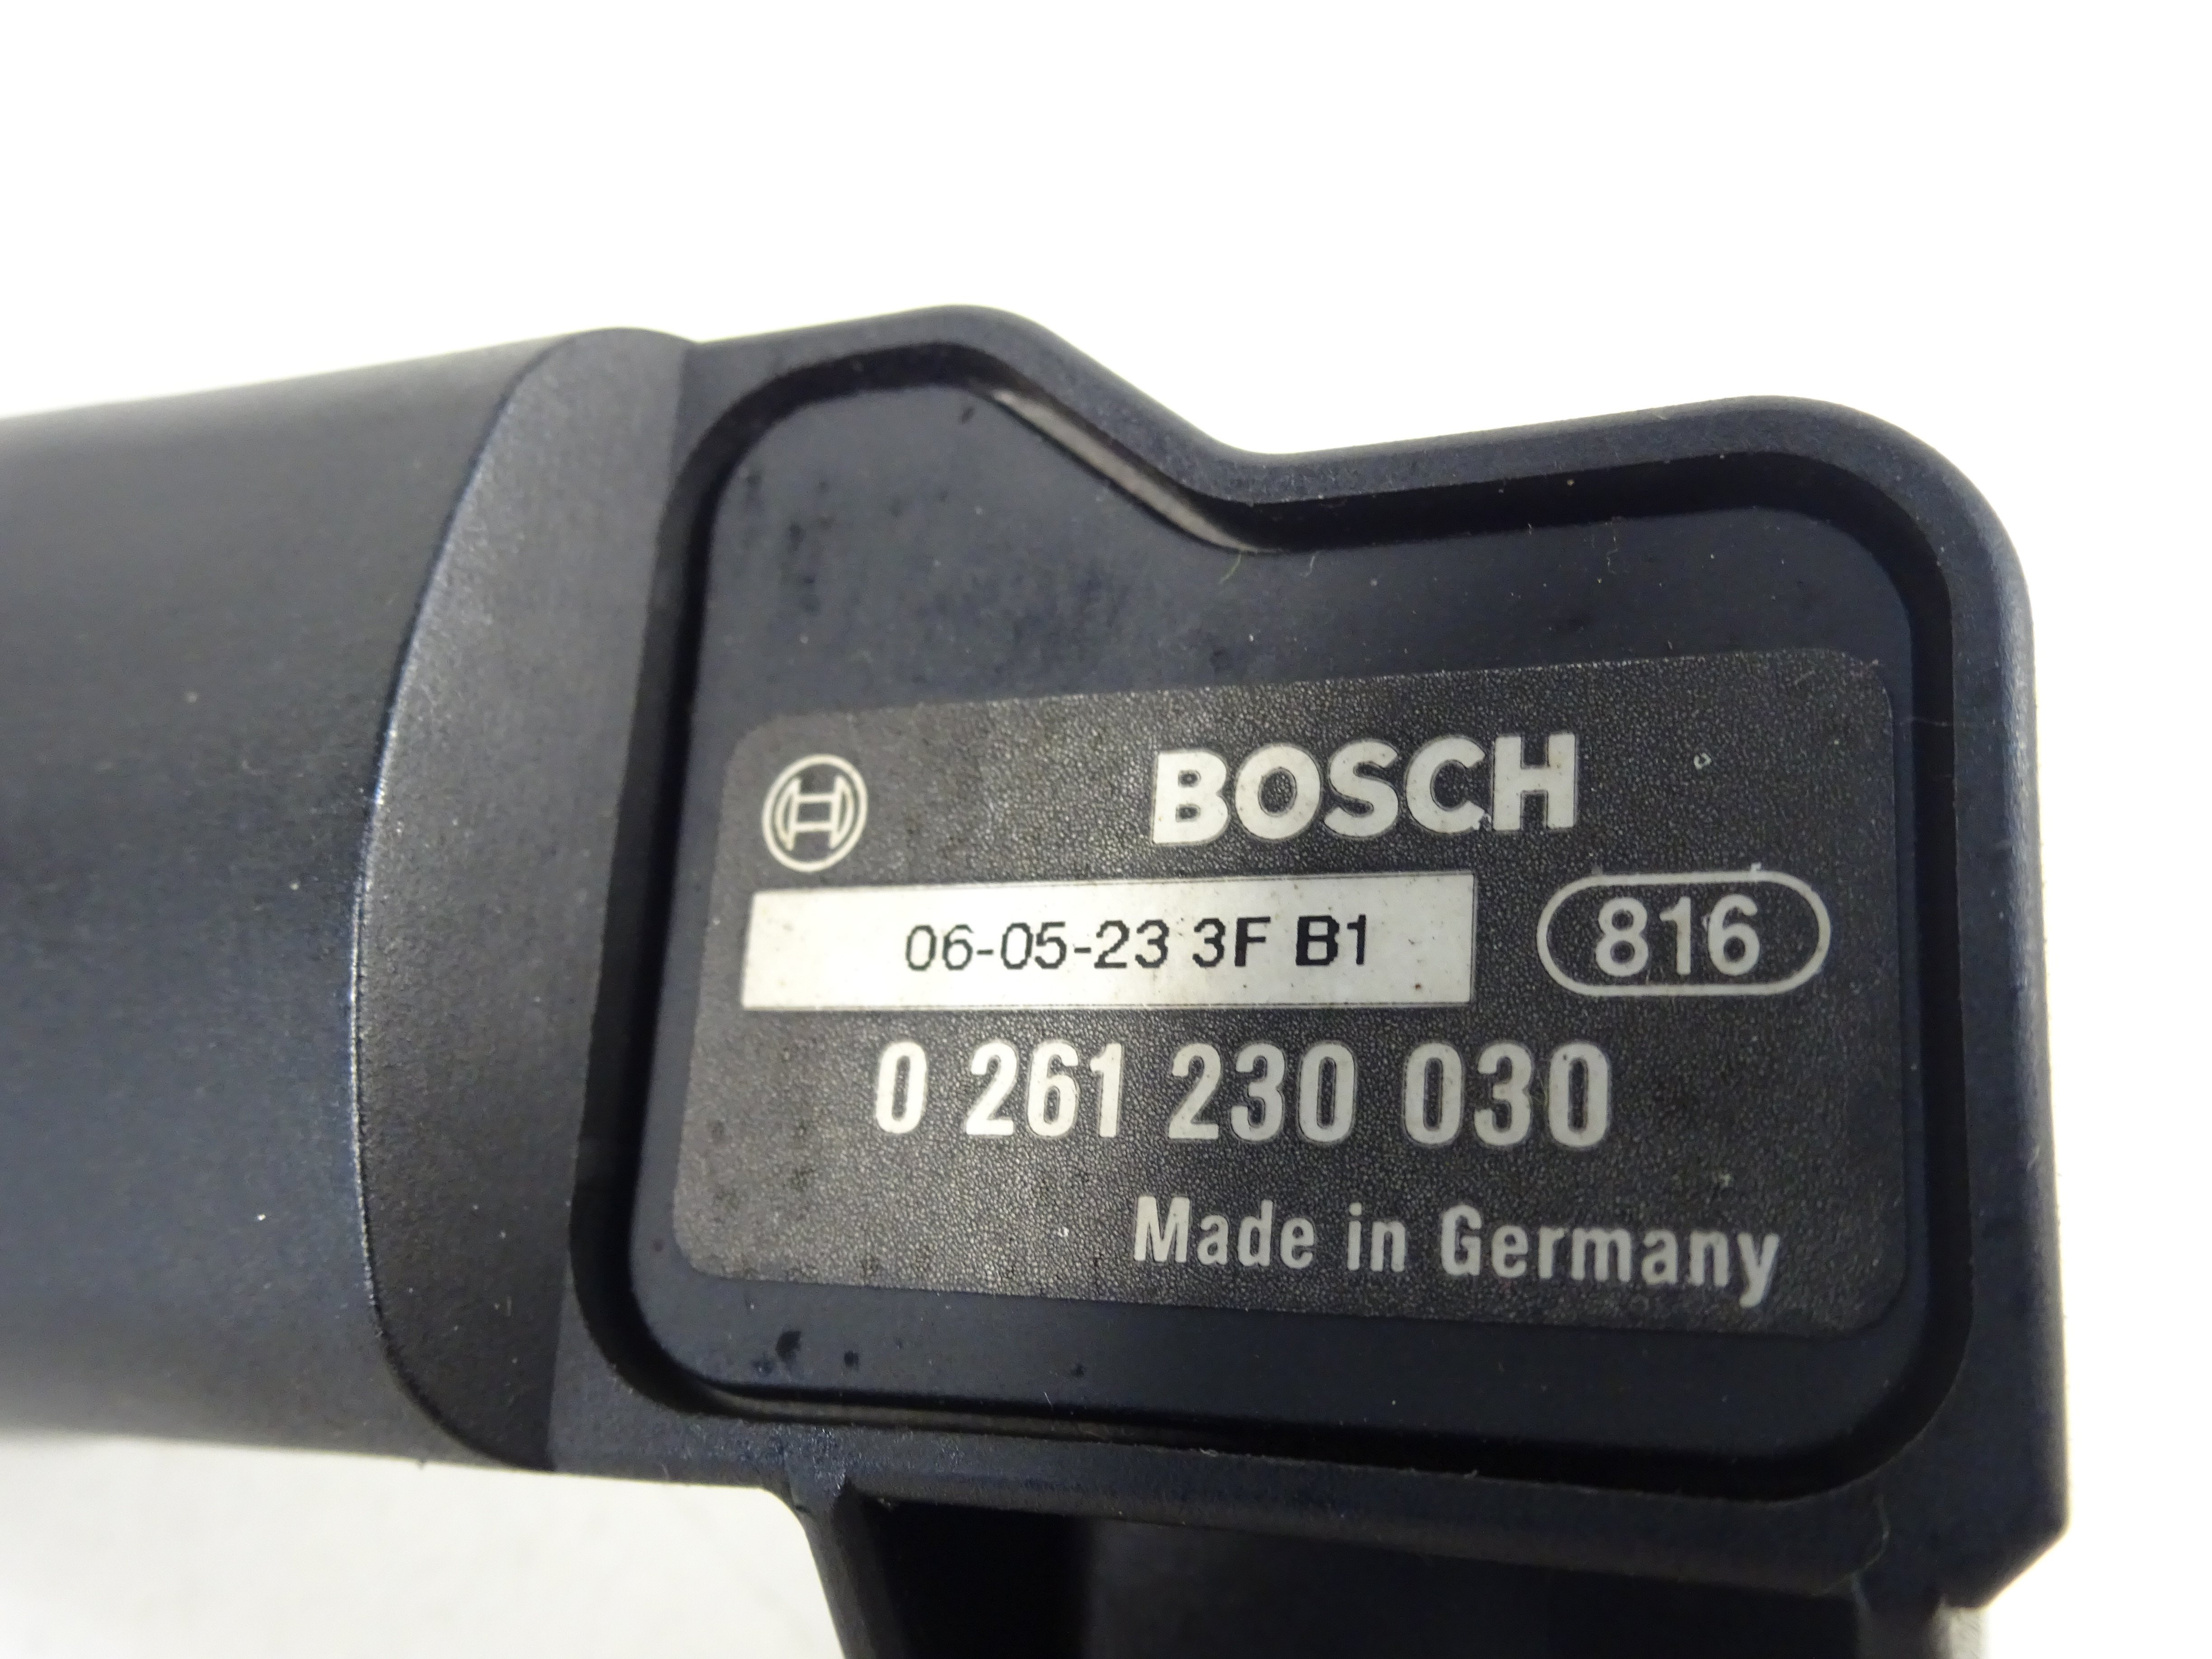 BOSCH
06-05-23 3F B1
816
0 261 230 030
Made in Germany